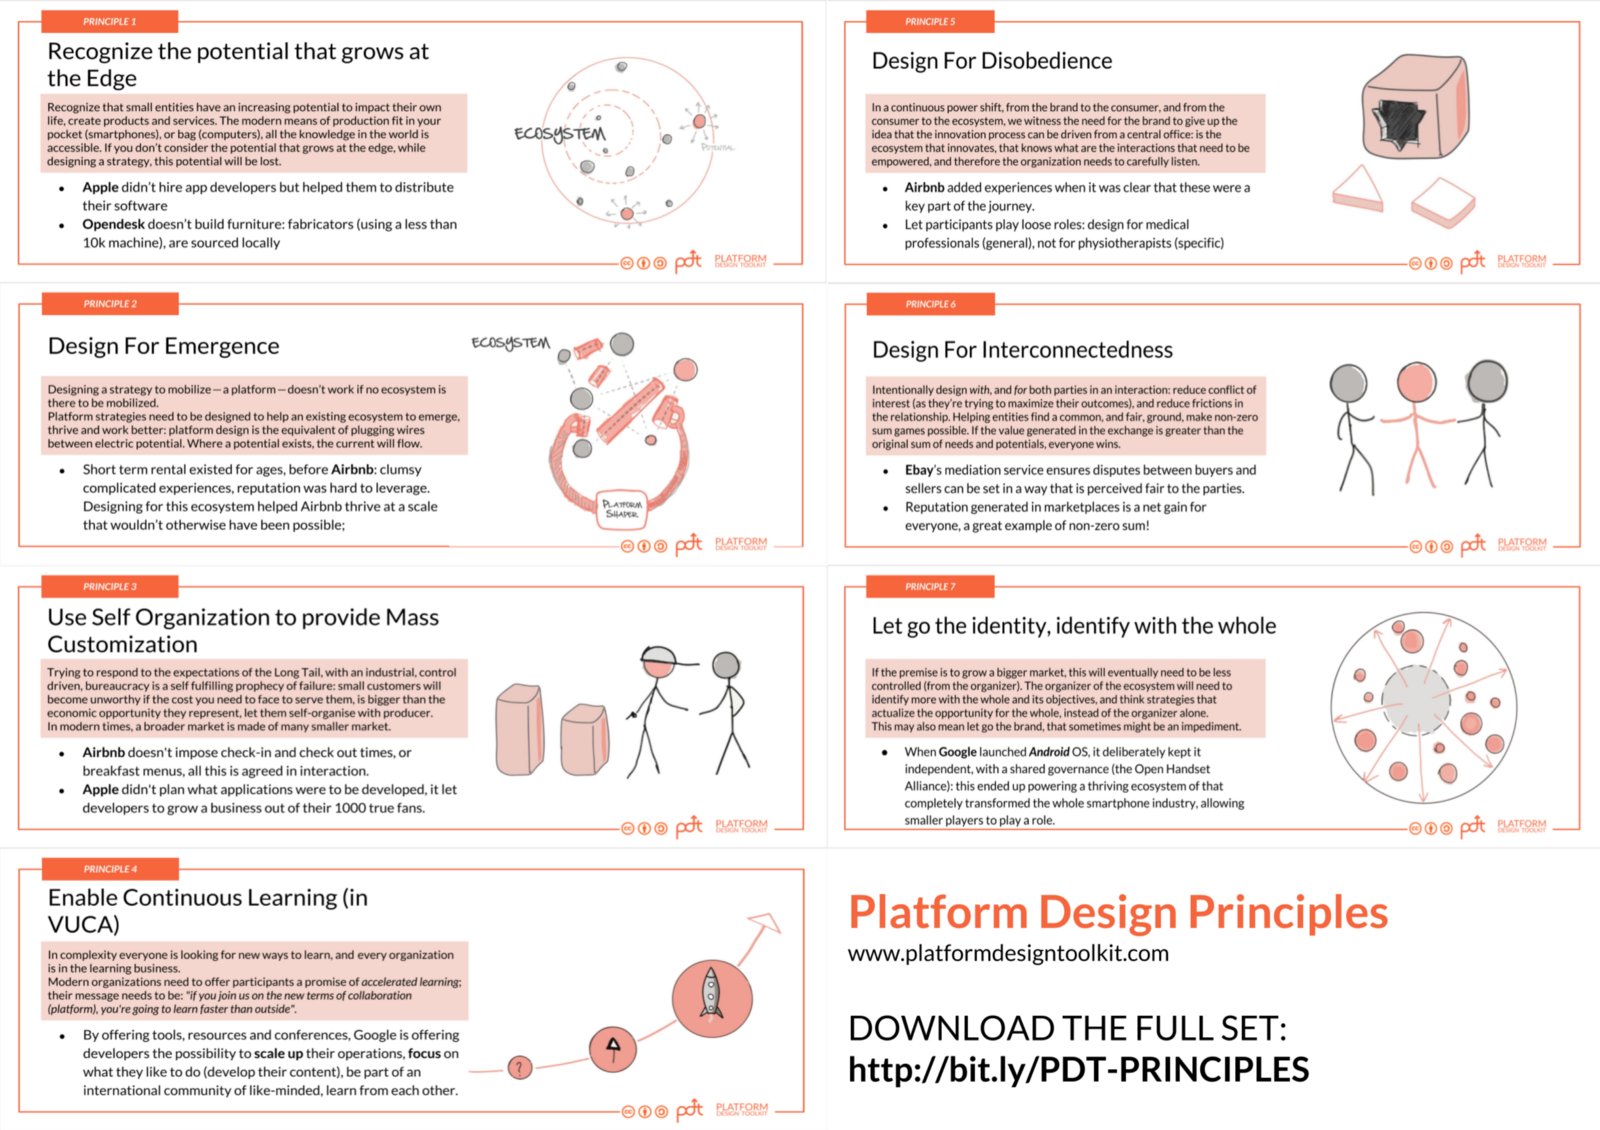 PRINCIPLE 1
Recognize the potential that grows at
the Edge
Recognize that small entities have an increasing potential to impact their own
life, create products and services. The modern means of production fit in your
pocket (smartphones), or bag (computers), all the knowledge in the world is
accessible. If you don't consider the potential that grows at the edge, while
designing a strategy, this potential will be lost.
• Apple didn't hire app developers but helped them to distribute
their software
• Opendesk doesn't build furniture: fabricators (using a less than
10k machine), are sourced locally
ECOSYSTEM
POTENTIAL
pdt PLATFORM
DESIGN TOOLKIT
PRINCIPLE 2
Design For Emergence
Designing a strategy to mobilize — a platform — doesn't work if no ecosystem is
there to be mobilized.
Platform strategies need to be designed to help an existing ecosystem to emerge,
thrive and work better: platform design is the equivalent of plugging wires
between electric potential. Where a potential exists, the current will flow.
• Short term rental existed for ages, before Airbnb: clumsy
complicated experiences, reputation was hard to leverage.
Designing for this ecosystem helped Airbnb thrive at a scale
that wouldn't otherwise have been possible;
ECOSYSTEM
PLATFORM
SHAPER
pdt PLATFORM
DESIGN TOOLKIT
PRINCIPLE 3
Use Self Organization to provide Mass
Customization
Trying to respond to the expectations of the Long Tail, with an industrial, control
driven, bureaucracy is a self fulfilling prophecy of failure: small customers will
become unworthy if the cost you need to face to serve them, is bigger than the
economic opportunity they represent, let them self-organise with producer.
In modern times, a broader market is made of many smaller market.
• Airbnb doesn't impose check-in and check out times, or
breakfast menus, all this is agreed in interaction.
• Apple didn't plan what applications were to be developed, it let
developers to grow a business out of their 1000 true fans.
pdt PLATFORM
DESIGN TOOLKIT
PRINCIPLE 4
Enable Continuous Learning (in
VUCA)
In complexity everyone is looking for new ways to learn, and every organization
is in the learning business.
Modern organizations need to offer participants a promise of accelerated learning;
their message needs to be: "if you join us on the new terms of collaboration
(platform), you're going to learn faster than outside".
• By offering tools, resources and conferences, Google is offering
developers the possibility to scale up their operations, focus on
what they like to do (develop their content), be part of an
international community of like-minded, learn from each other.
?
pdt PLATFORM
DESIGN TOOLKIT
PRINCIPLE 5
Design For Disobedience
In a continuous power shift, from the brand to the consumer, and from the
consumer to the ecosystem, we witness the need for the brand to give up the
idea that the innovation process can be driven from a central office: is the
ecosystem that innovates, that knows what are the interactions that need to be
empowered, and therefore the organization needs to carefully listen.
• Airbnb added experiences when it was clear that these were a
key part of the journey.
• Let participants play loose roles: design for medical
professionals (general), not for physiotherapists (specific)
pdt PLATFORM
DESIGN TOOLKIT
PRINCIPLE 6
Design For Interconnectedness
Intentionally design with, and for both parties in an interaction: reduce conflict of
interest (as they're trying to maximize their outcomes), and reduce frictions in
the relationship. Helping entities find a common, and fair, ground, make non-zero
sum games possible. If the value generated in the exchange is greater than the
original sum of needs and potentials, everyone wins.
• Ebay's mediation service ensures disputes between buyers and
sellers can be set in a way that is perceived fair to the parties.
• Reputation generated in marketplaces is a net gain for
everyone, a great example of non-zero sum!
pdt PLATFORM
DESIGN TOOLKIT
PRINCIPLE 7
Let go the identity, identify with the whole
If the premise is to grow a bigger market, this will eventually need to be less
controlled (from the organizer). The organizer of the ecosystem will need to
identify more with the whole and its objectives, and think strategies that
actualize the opportunity for the whole, instead of the organizer alone.
This may also mean let go the brand, that sometimes might be an impediment.
• When Google launched Android OS, it deliberately kept it
independent, with a shared governance (the Open Handset
Alliance): this ended up powering a thriving ecosystem of that
completely transformed the whole smartphone industry, allowing
smaller players to play a role.
pdt PLATFORM
DESIGN TOOLKIT
Platform Design Principles
www.platformdesigntoolkit.com
DOWNLOAD THE FULL SET:
http://bit.ly/PDT-PRINCIPLES